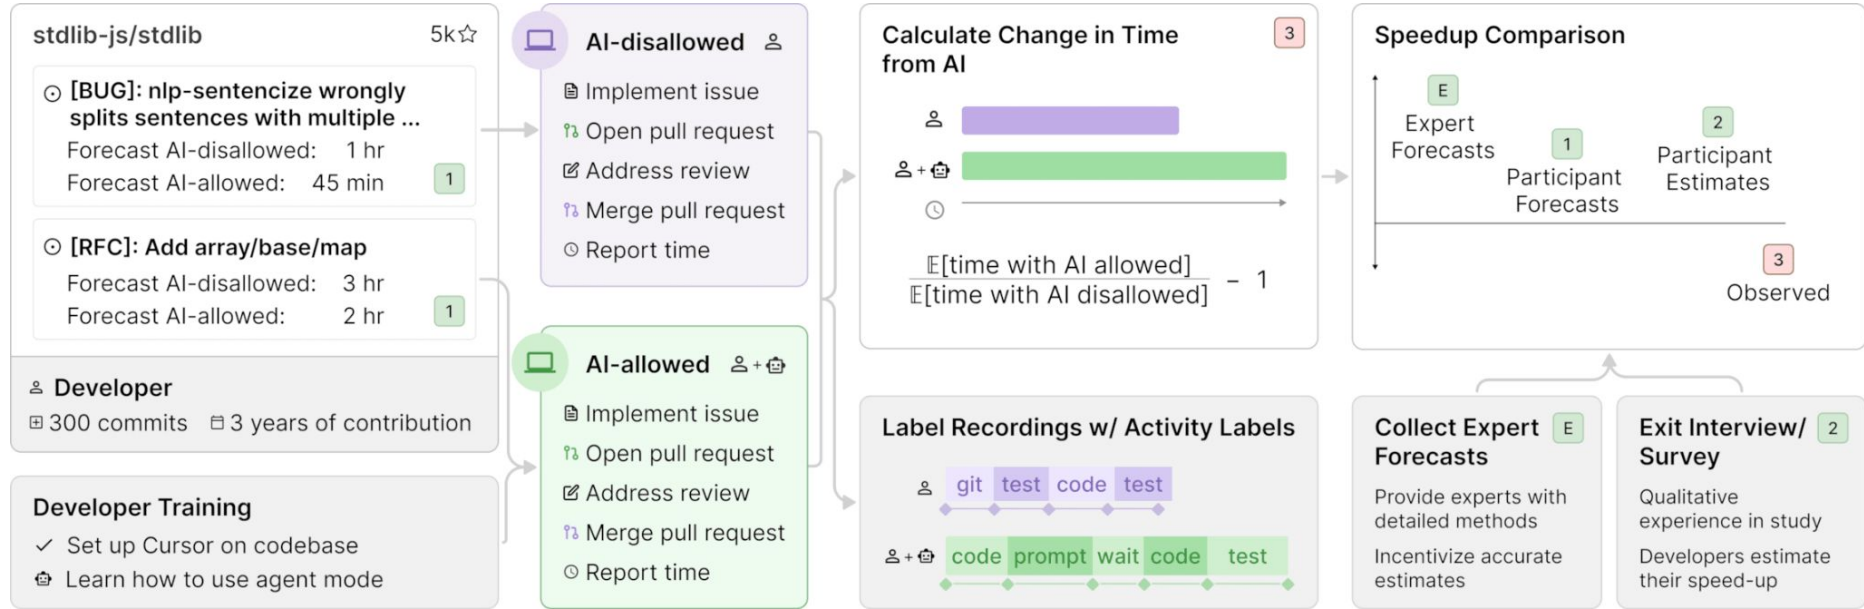 stdlib-js/stdlib 5k☆
[BUG]: nlp-sentencize wrongly
splits sentences with multiple ...
Forecast AI-disallowed: 1 hr
Forecast AI-allowed: 45 min
1
[RFC]: Add array/base/map
Forecast AI-disallowed: 3 hr
Forecast AI-allowed: 2 hr
1
Developer
300 commits 3 years of contribution
Developer Training
Set up Cursor on codebase
Learn how to use agent mode
AI-disallowed
Implement issue
Open pull request
Address review
Merge pull request
Report time
AI-allowed
+
Implement issue
Open pull request
Address review
Merge pull request
Report time
Calculate Change in Time
from AI
3
+
𝔼[time with AI allowed]
𝔼[time with AI disallowed]
− 1
Label Recordings w/ Activity Labels
git test code test
+
code prompt wait code test
Speedup Comparison
E
Expert
Forecasts
1
Participant
Forecasts
2
Participant
Estimates
3
Observed
Collect Expert
Forecasts
E
Provide experts with
detailed methods
Incentivize accurate
estimates
Exit Interview/
Survey
2
Qualitative
experience in study
Developers estimate
their speed-up